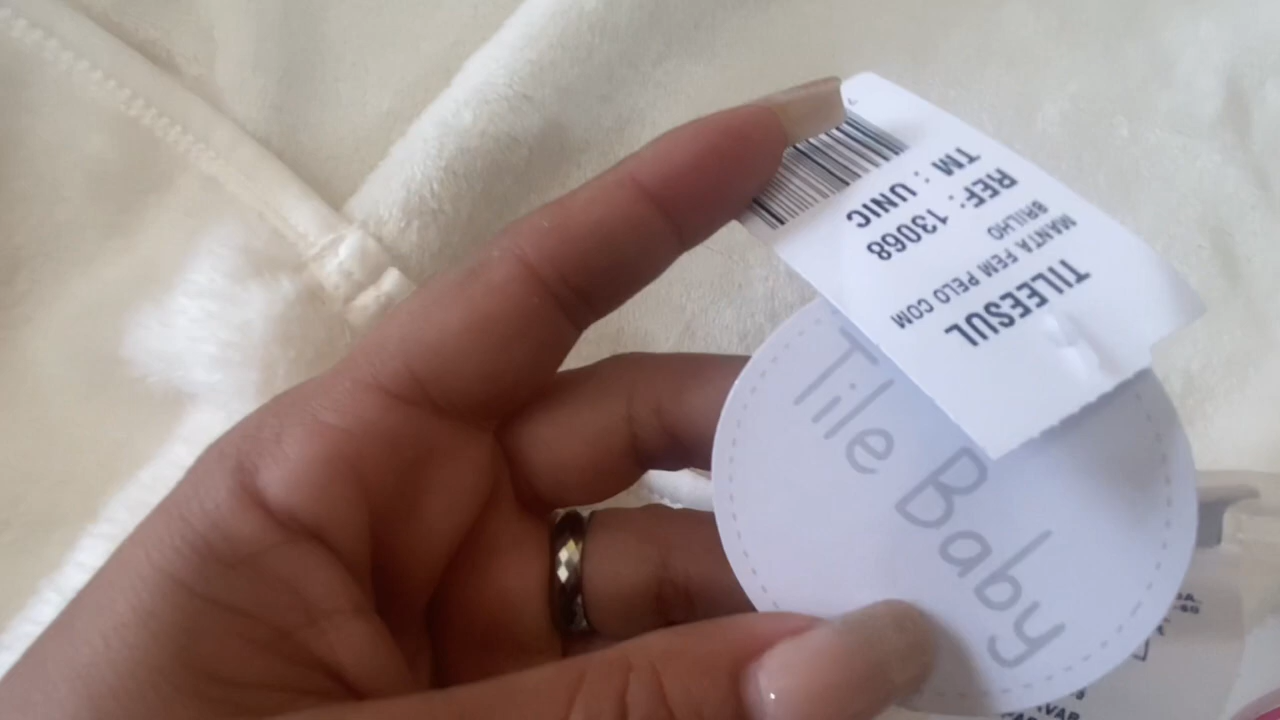 TILEESUL
MANTA FEM PELO COM
BRILHO
REF: 13068
TM : UNIC
Tile Baby